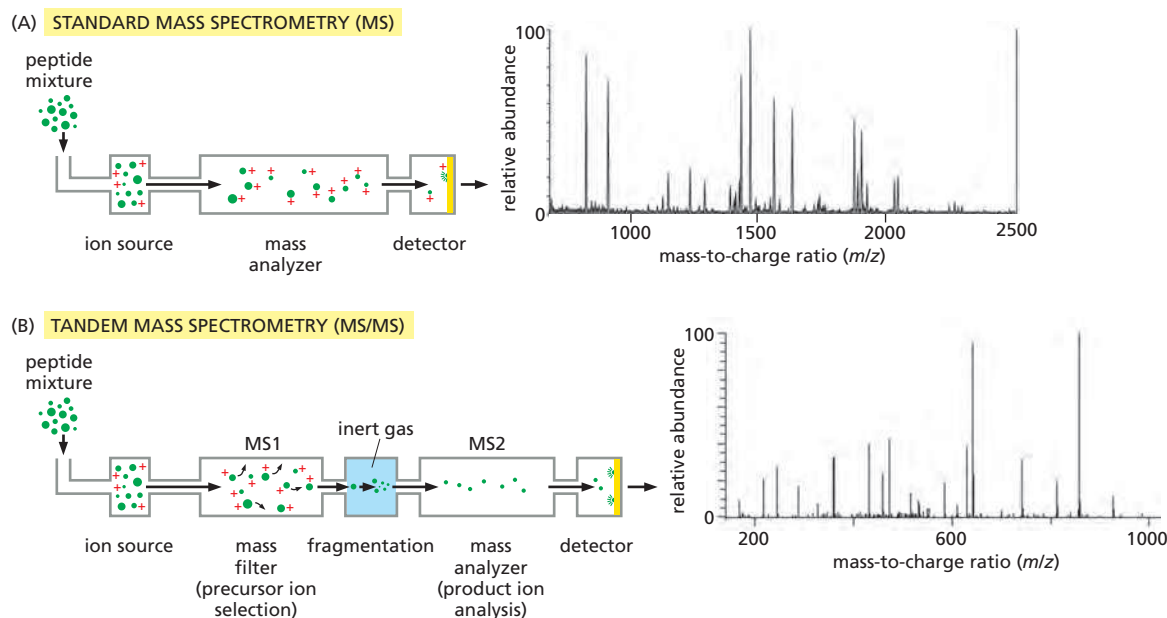 (A) STANDARD MASS SPECTROMETRY (MS)
peptide
mixture
+
ion source
mass
analyzer
detector
100
relative abundance
0
1000
1500
2000
2500
mass-to-charge ratio (m/z)
(B) TANDEM MASS SPECTROMETRY (MS/MS)
peptide
mixture
MS1
inert gas
MS2
+
ion source
mass
filter
(precursor ion
selection)
fragmentation
mass
analyzer
(product ion
analysis)
detector
100
relative abundance
0
200
600
1000
mass-to-charge ratio (m/z)